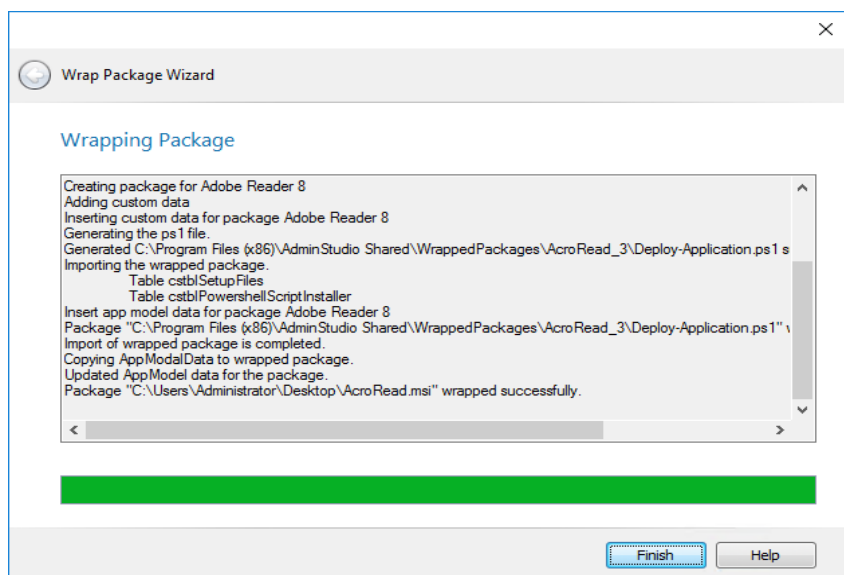 Wrap Package Wizard
Wrapping Package
Creating package for Adobe Reader 8
Adding custom data
Inserting custom data for package Adobe Reader 8
Generating the ps1 file.
Generated C:\Program Files (x86)\AdminStudio Shared\WrappedPackages\AcroRead_3\Deploy-Application.ps1 s
Importing the wrapped package.
Table cstblSetupFiles
Table cstblPowershellScriptInstaller
Insert app model data for package Adobe Reader 8
Package "C:\Program Files (x86)\AdminStudio Shared\WrappedPackages\AcroRead_3\Deploy-Application.ps1"
Import of wrapped package is completed.
Copying AppModalData to wrapped package.
Updated AppModel data for the package.
Package "C:\Users\Administrator\Desktop\AcroRead.msi" wrapped successfully.
Finish
Help